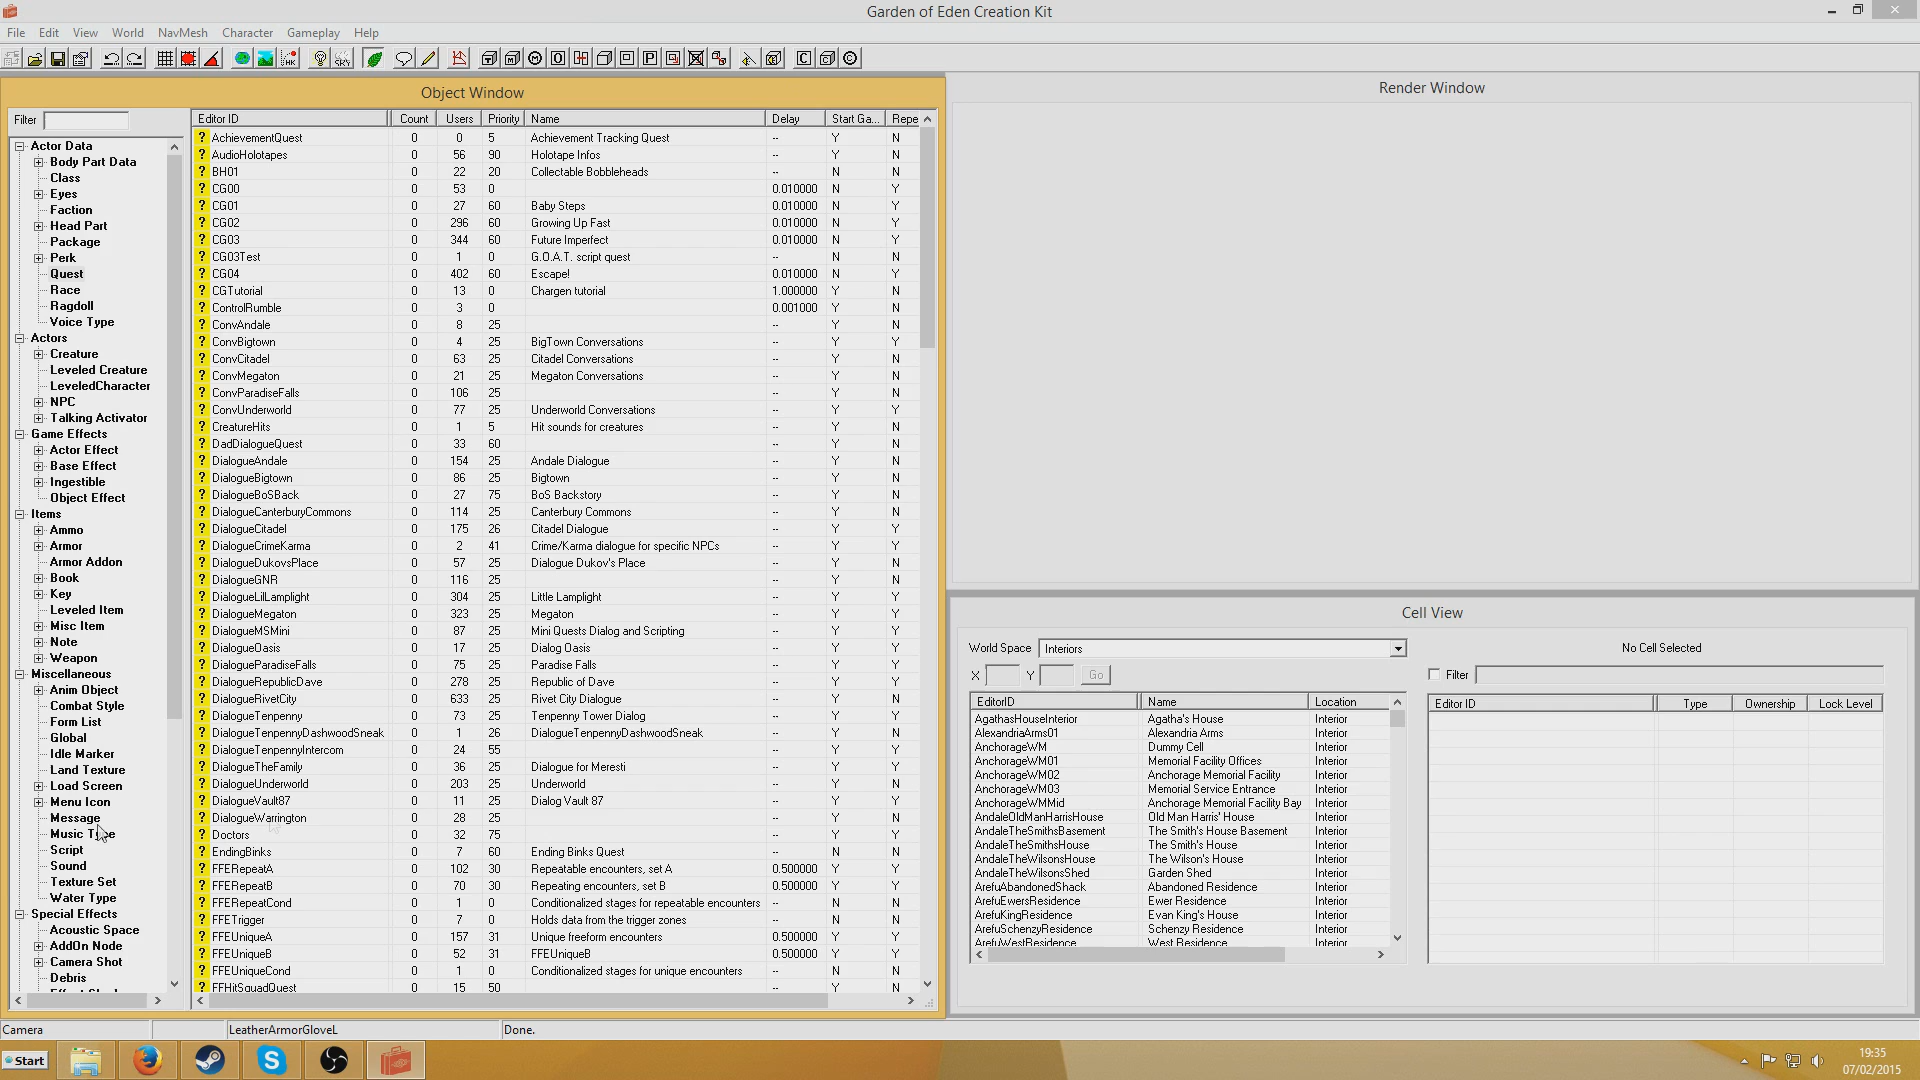 Garden of Eden Creation Kit
File Edit View World NavMesh Character Gameplay Help
Object Window
Render Window
Filter
Editor ID Count Users Priority Name Delay Start Ga... Repe
Actor Data
Body Part Data
Class
Eyes
Faction
Head Part
Package
Perk
Quest
Race
Ragdoll
Voice Type
Actors
Creature
Leveled Creature
LeveledCharacter
NPC
Talking Activator
Game Effects
Actor Effect
Base Effect
Ingestible
Object Effect
Items
Ammo
Armor
Armor Addon
Book
Key
Leveled Item
Misc Item
Note
Weapon
Miscellaneous
Anim Object
Combat Style
Form List
Global
Idle Marker
Land Texture
Load Screen
Menu Icon
Message
Music Type
Script
Sound
Texture Set
Water Type
Special Effects
Acoustic Space
AddOn Node
Camera Shot
Debris
? AchievementQuest 0 0 5 Achievement Tracking Quest -- Y N
? AudioHolotapes 0 56 90 Holotape Infos -- Y N
? BH01 0 22 20 Collectable Bobbleheads -- N N
? CG00 0 53 0 0.010000 N Y
? CG01 0 27 60 Baby Steps 0.010000 N Y
? CG02 0 296 60 Growing Up Fast 0.010000 N Y
? CG03 0 344 60 Future Imperfect 0.010000 N Y
? CG03Test 0 1 0 G.O.A.T. script quest -- N N
? CG04 0 402 60 Escape! 0.010000 N Y
? CGTutorial 0 13 0 Chargen tutorial 1.000000 Y N
? ControlRumble 0 3 0 0.001000 Y N
? ConvAndale 0 8 25 -- Y N
? ConvBigtown 0 4 25 BigTown Conversations -- Y Y
? ConvCitadel 0 63 25 Citadel Conversations -- Y N
? ConvMegaton 0 21 25 Megaton Conversations -- Y N
? ConvParadiseFalls 0 106 25 -- Y N
? ConvUnderworld 0 77 25 Underworld Conversations -- Y Y
? CreatureHits 0 1 5 Hit sounds for creatures -- Y N
? DadDialogueQuest 0 33 60 -- Y Y
? DialogueAndale 0 154 25 Andale Dialogue -- Y N
? DialogueBigtown 0 86 25 Bigtown -- Y Y
? DialogueBoSBack 0 27 75 BoS Backstory -- Y N
? DialogueCanterburyCommons 0 114 25 Canterbury Commons -- Y N
? DialogueCitadel 0 175 26 Citadel Dialogue -- Y Y
? DialogueCrimeKarma 0 2 41 Crime/Karma dialogue for specific NPCs -- Y Y
? DialogueDukovsPlace 0 57 25 Dialogue Dukov's Place -- Y Y
? DialogueGNR 0 116 25 -- Y N
? DialogueLilLamplight 0 304 25 Little Lamplight -- Y Y
? DialogueMegaton 0 323 25 Megaton -- Y Y
? DialogueMSMini 0 87 25 Mini Quests Dialog and Scripting -- Y Y
? DialogueOasis 0 17 25 Dialog Oasis -- Y N
? DialogueParadiseFalls 0 75 25 Paradise Falls -- Y Y
? DialogueRepublicDave 0 278 25 Republic of Dave -- Y Y
? DialogueRivetCity 0 633 25 Rivet City Dialogue -- Y N
? DialogueTenpenny 0 73 25 Tenpenny Tower Dialog -- Y Y
? DialogueTenpennyDashwoodSneak 0 1 26 DialogueTenpennyDashwoodSneak -- Y N
? DialogueTenpennyIntercom 0 24 55 -- Y Y
? DialogueTheFamily 0 36 25 Dialogue for Meresti -- Y Y
? DialogueUnderworld 0 203 25 Underworld -- Y N
? DialogueVault87 0 11 25 Dialog Vault 87 -- Y Y
? DialogueWarrington 0 28 25 -- Y N
? Doctors 0 32 75 -- Y Y
? EndingBinks 0 7 60 Ending Binks Quest -- N N
? FFERepeatA 0 102 30 Repeatable encounters, set A 0.500000 Y Y
? FFERepeatB 0 70 30 Repeating encounters, set B 0.500000 Y Y
? FFERepeatCond 0 1 0 Conditionalized stages for repeatable encounters -- N N
? FFETrigger 0 7 0 Holds data from the trigger zones -- N N
? FFEUniqueA 0 157 31 Unique freeform encounters 0.500000 Y Y
? FFEUniqueB 0 52 31 FFEUniqueB 0.500000 Y Y
? FFEUniqueCond 0 1 0 Conditionalized stages for unique encounters -- N N
? FFHitSquadQuest 0 15 50 -- Y N
Cell View
World Space Interiors
No Cell Selected
X Y Go
Filter
EditorID Name Location
AgathasHouseInterior Agatha's House Interior
AlexandriaArms01 Alexandria Arms Interior
AnchorageWM Dummy Cell Interior
AnchorageWM01 Memorial Facility Offices Interior
AnchorageWM02 Anchorage Memorial Facility Interior
AnchorageWM03 Memorial Service Entrance Interior
AnchorageWMMid Anchorage Memorial Facility Bay Interior
AndaleOldManHarrisHouse Old Man Harris' House Interior
AndaleTheSmithsBasement The Smith's House Basement Interior
AndaleTheSmithsHouse The Smith's House Interior
AndaleTheWilsonsHouse The Wilson's House Interior
AndaleTheWilsonsShed Garden Shed Interior
ArefuAbandonedShack Abandoned Residence Interior
ArefuEwersResidence Ewer Residence Interior
ArefuKingResidence Evan King's House Interior
ArefuSchenzyResidence Schenzy Residence Interior
ArefuWestResidence West Residence Interior
Editor ID Type Ownership Lock Level
Camera LeatherArmorGloveL Done.
Start
19:35
07/02/2015